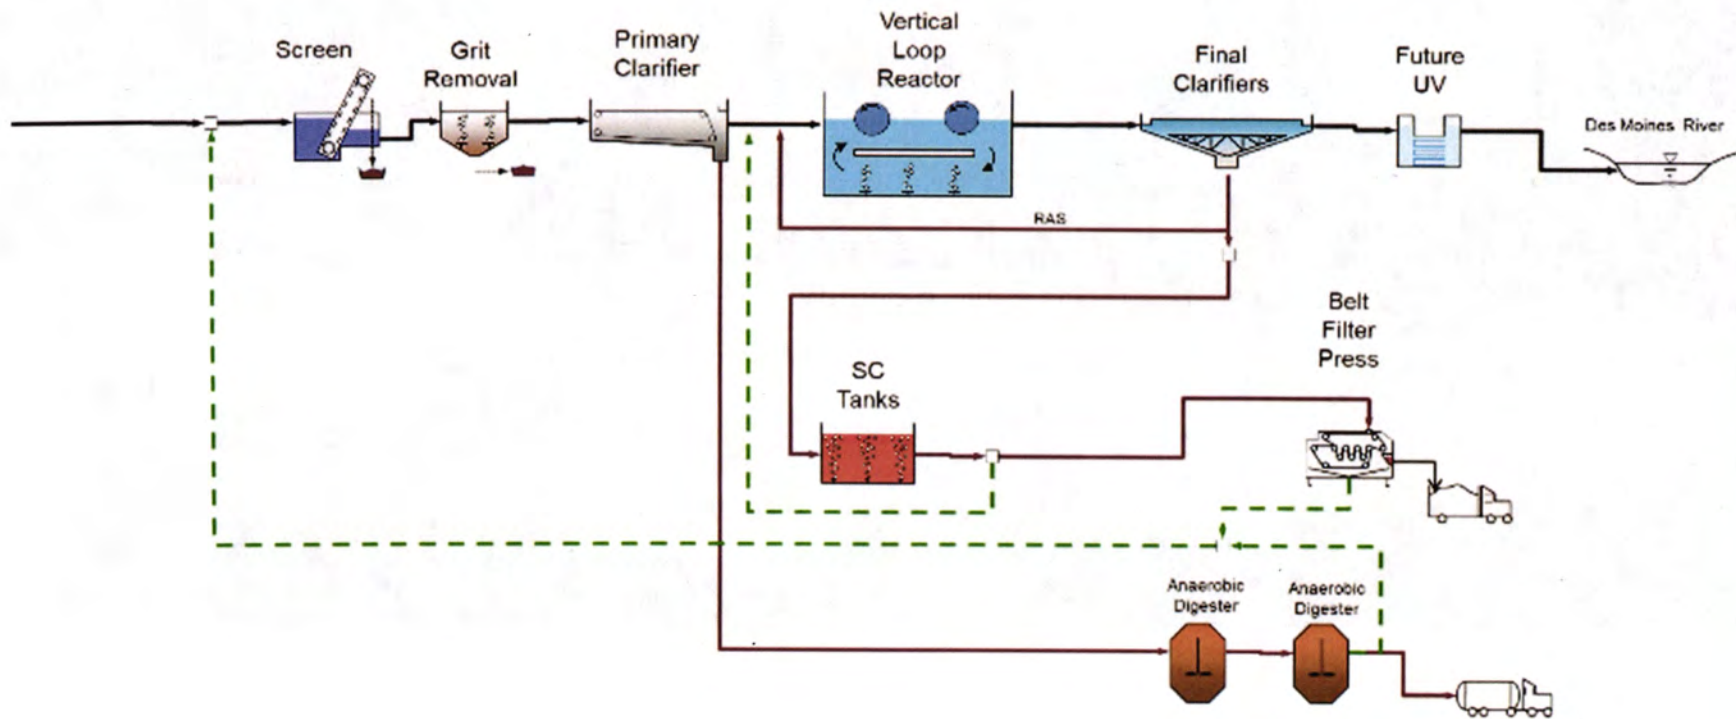 Screen
Grit
Removal
Primary
Clarifier
Vertical
Loop
Reactor
Final
Clarifiers
Future
UV
Des Moines River
RAS
SC
Tanks
Belt
Filter
Press
Anaerobic
Digester
Anaerobic
Digester